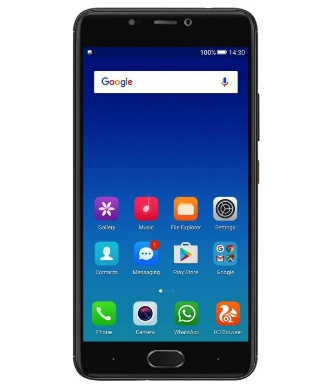 100% 14:30
Google
Gallery Music File Explorer Settings
Contacts Messaging Play Store Google
Phone Camera WhatsApp UC Browser